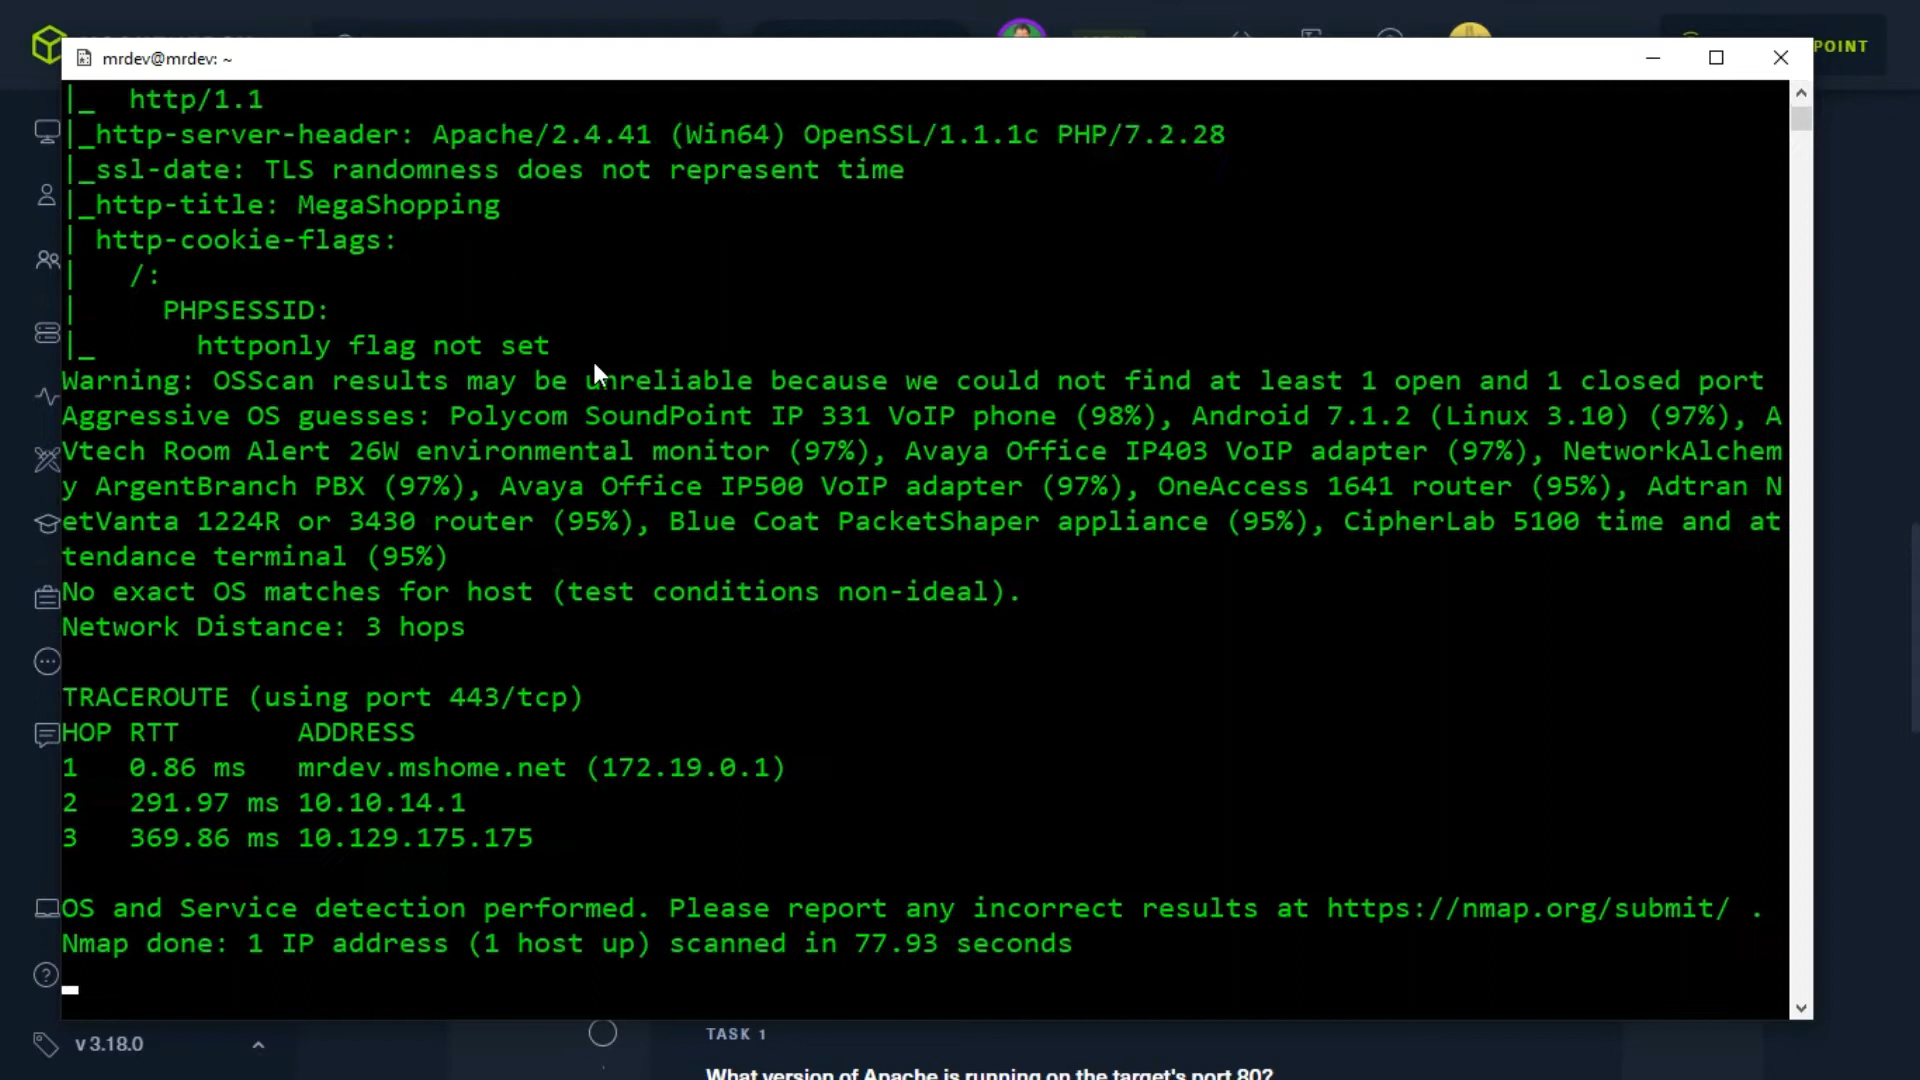 POINT
mrdev@mrdev: ~
|_   http/1.1
|_http-server-header: Apache/2.4.41 (Win64) OpenSSL/1.1.1c PHP/7.2.28
|_ssl-date: TLS randomness does not represent time
|_http-title: MegaShopping
| http-cookie-flags:
|   /:
|     PHPSESSID:
|_      httponly flag not set
Warning: OSScan results may be unreliable because we could not find at least 1 open and 1 closed port
Aggressive OS guesses: Polycom SoundPoint IP 331 VoIP phone (98%), Android 7.1.2 (Linux 3.10) (97%), A
Vtech Room Alert 26W environmental monitor (97%), Avaya Office IP403 VoIP adapter (97%), NetworkAlchem
y ArgentBranch PBX (97%), Avaya Office IP500 VoIP adapter (97%), OneAccess 1641 router (95%), Adtran N
etVanta 1224R or 3430 router (95%), Blue Coat PacketShaper appliance (95%), CipherLab 5100 time and at
tendance terminal (95%)
No exact OS matches for host (test conditions non-ideal).
Network Distance: 3 hops
TRACEROUTE (using port 443/tcp)
HOP RTT       ADDRESS
1   0.86 ms   mrdev.mshome.net (172.19.0.1)
2   291.97 ms 10.10.14.1
3   369.86 ms 10.129.175.175
OS and Service detection performed. Please report any incorrect results at https://nmap.org/submit/ .
Nmap done: 1 IP address (1 host up) scanned in 77.93 seconds
v 3.18.0
TASK 1
What version of Apache is running on the target's port 80?